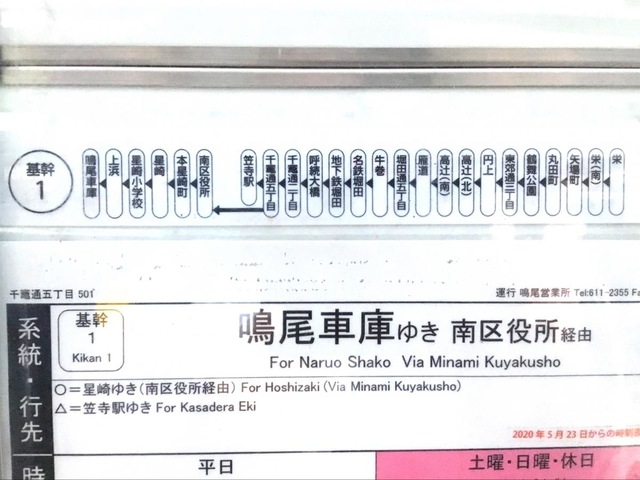 基幹
1
鳴尾車庫
上浜
星崎小学校
星崎
本星崎町
南区役所
笠寺駅
千竈通五丁目
千竈通二丁目
呼続大橋
地下鉄堀田
名鉄堀田
牛巻
堀田通五丁目
雁道
高辻(南)
高辻(北)
円上
東郊通三丁目
鶴舞公園
丸田町
矢場町
栄(南)
栄
千竈通五丁目 501
運行 鳴尾営業所 Tel:611-2355 Fa
系統・行先
基幹
1
Kikan 1
鳴尾車庫ゆき 南区役所経由
For Naruo Shako Via Minami Kuyakusho
○=星崎ゆき(南区役所経由) For Hoshizaki (Via Minami Kuyakusho)
△=笠寺駅ゆき For Kasadera Eki
2020年5月23日からの時刻
時
平日
土曜・日曜・休日